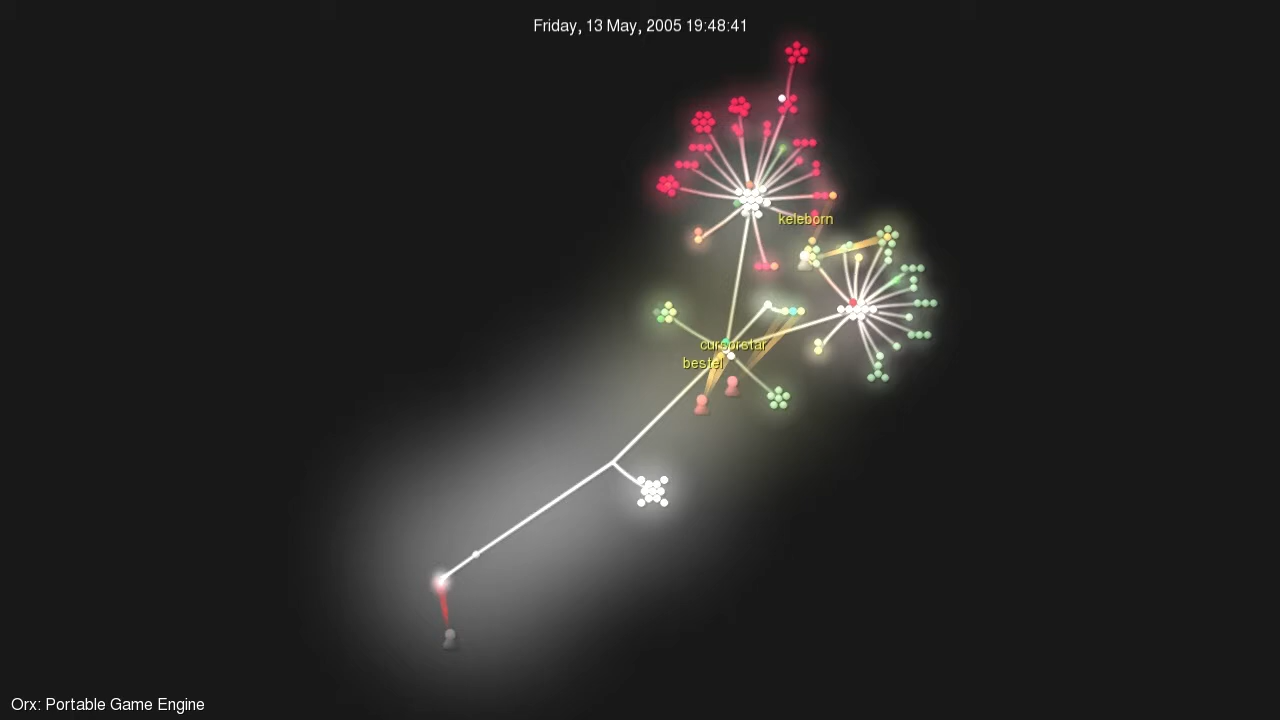 Friday, 13 May, 2005 19:48:41
keleborn
cursorstar
bestel
Orx: Portable Game Engine